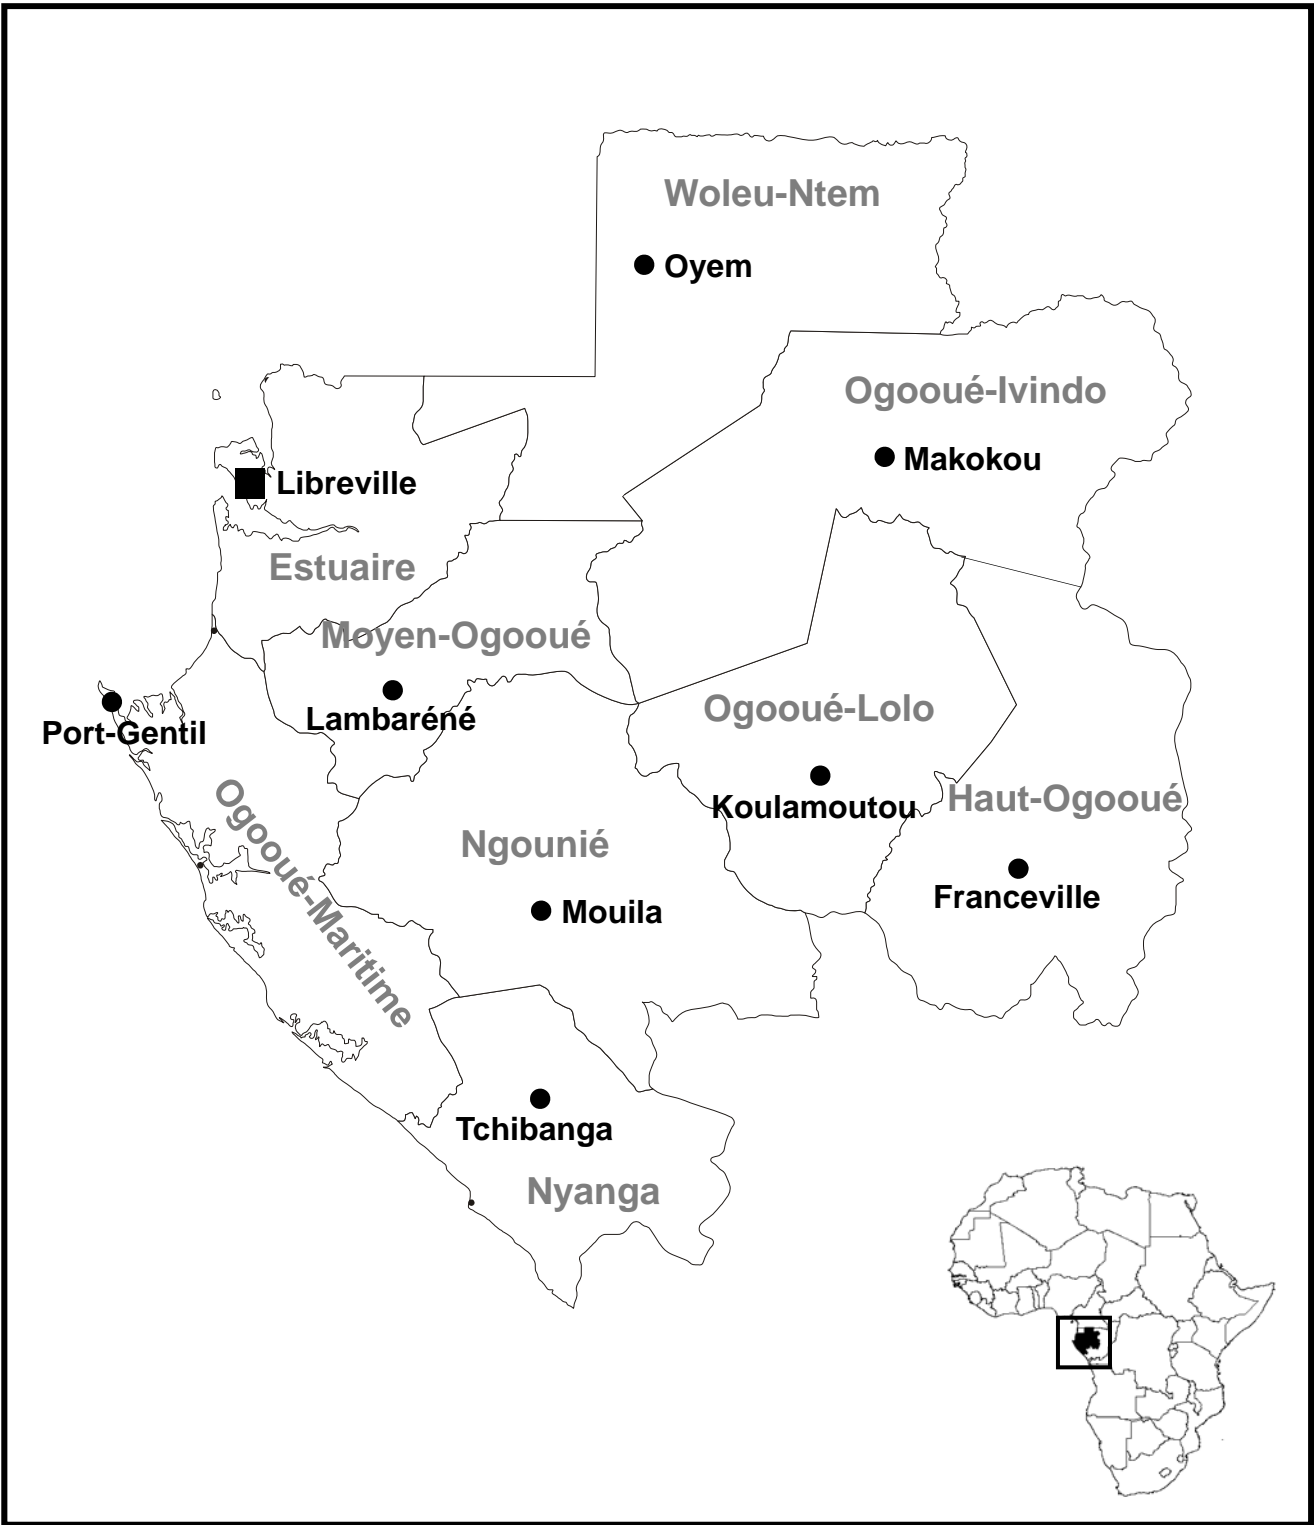 Woleu-Ntem
Oyem
Ogooué-Ivindo
Makokou
Libreville
Estuaire
Moyen-Ogooué
Lambaréné
Port-Gentil
Ogooué-Lolo
Koulamoutou
Haut-Ogooué
Franceville
Ogooué-Maritime
Ngounié
Mouila
Tchibanga
Nyanga